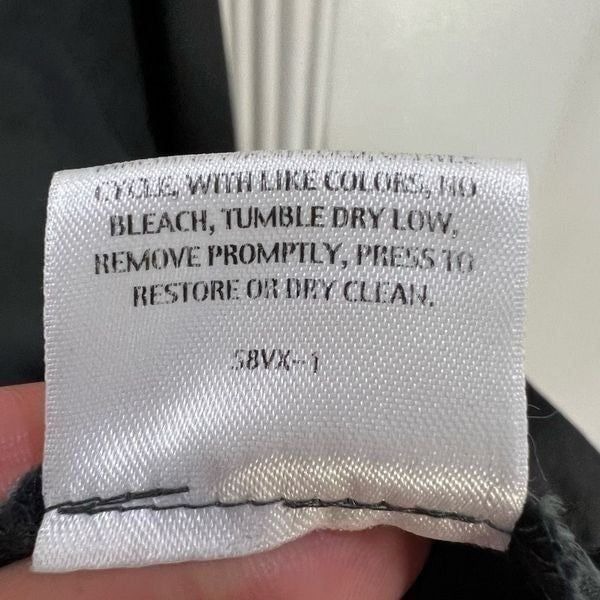 CYCLE, WITH LIKE COLORS, NO
BLEACH, TUMBLE DRY LOW,
REMOVE PROMPTLY, PRESS TO
RESTORE OR DRY CLEAN.
58VX-1